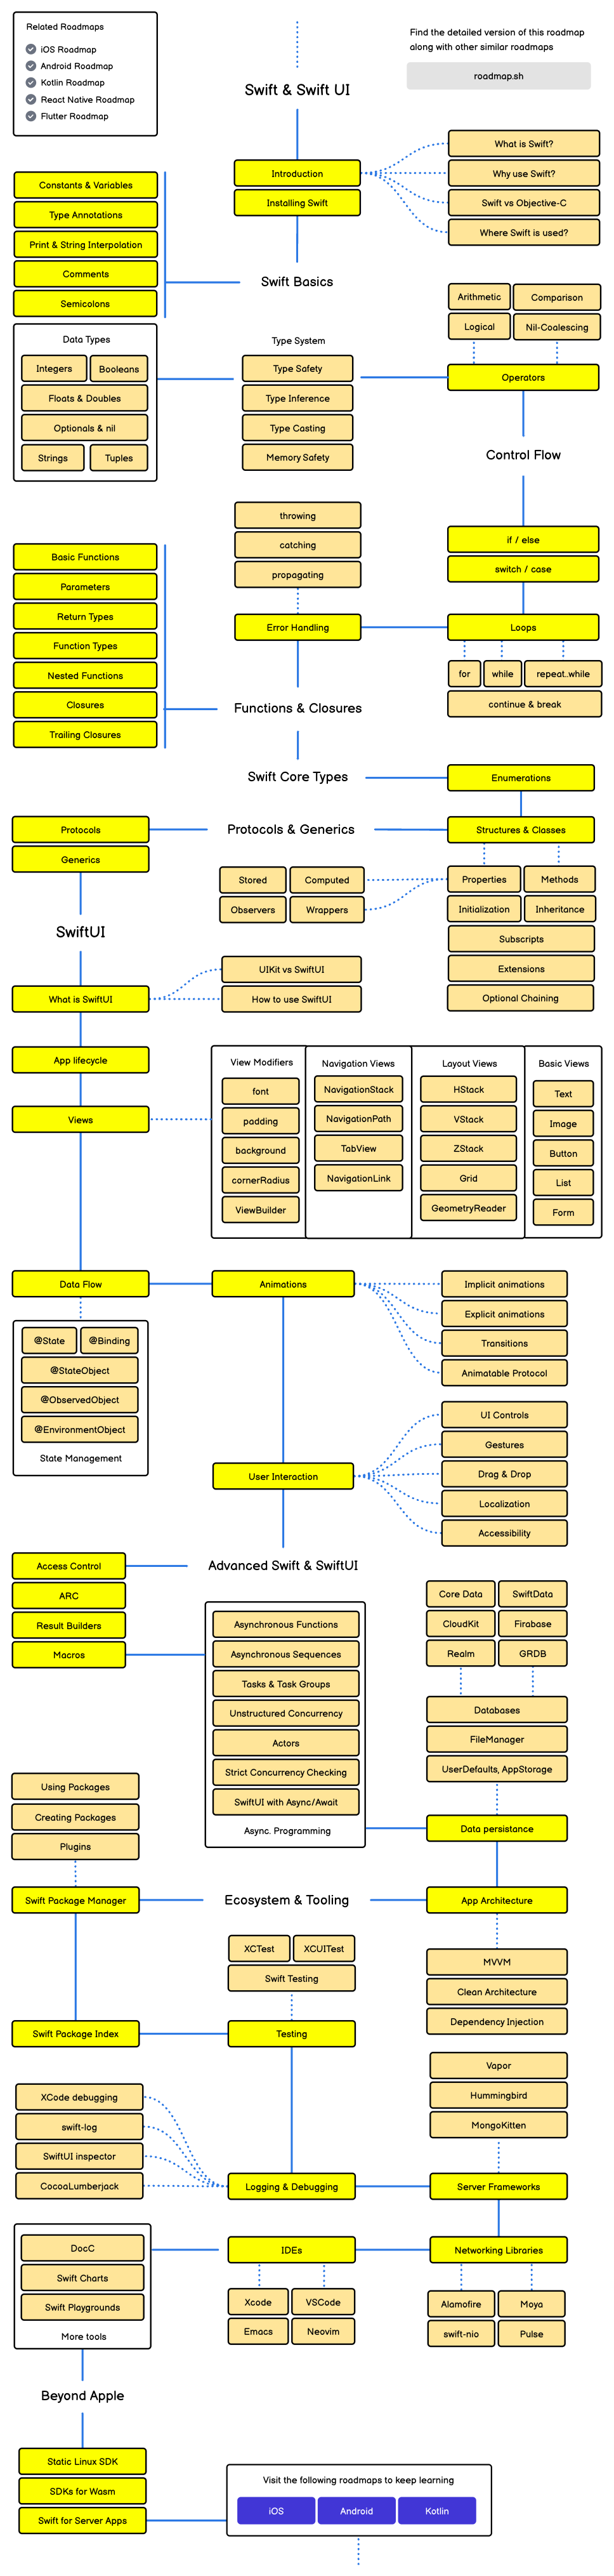 Related Roadmaps
iOS Roadmap
Android Roadmap
Kotlin Roadmap
React Native Roadmap
Flutter Roadmap
Find the detailed version of this roadmap
along with other similar roadmaps
roadmap.sh
Swift & Swift UI
Introduction
Installing Swift
What is Swift?
Why use Swift?
Swift vs Objective-C
Where Swift is used?
Constants & Variables
Type Annotations
Print & String Interpolation
Comments
Semicolons
Swift Basics
Arithmetic
Comparison
Logical
Nil-Coalescing
Data Types
Integers
Booleans
Floats & Doubles
Optionals & nil
Strings
Tuples
Type System
Type Safety
Type Inference
Type Casting
Memory Safety
Operators
Control Flow
if / else
switch / case
throwing
catching
propagating
Error Handling
Loops
for
while
repeat..while
continue & break
Basic Functions
Parameters
Return Types
Function Types
Nested Functions
Closures
Trailing Closures
Functions & Closures
Swift Core Types
Enumerations
Protocols
Generics
Protocols & Generics
Structures & Classes
Stored
Computed
Observers
Wrappers
Properties
Methods
Initialization
Inheritance
Subscripts
Extensions
Optional Chaining
SwiftUI
What is SwiftUI
UIKit vs SwiftUI
How to use SwiftUI
App lifecycle
Views
View Modifiers
font
padding
background
cornerRadius
ViewBuilder
Navigation Views
NavigationStack
NavigationPath
TabView
NavigationLink
Layout Views
HStack
VStack
ZStack
Grid
GeometryReader
Basic Views
Text
Image
Button
List
Form
Data Flow
Animations
Implicit animations
Explicit animations
Transitions
Animatable Protocol
@State
@Binding
@StateObject
@ObservedObject
@EnvironmentObject
State Management
User Interaction
UI Controls
Gestures
Drag & Drop
Localization
Accessibility
Access Control
ARC
Result Builders
Macros
Advanced Swift & SwiftUI
Asynchronous Functions
Asynchronous Sequences
Tasks & Task Groups
Unstructured Concurrency
Actors
Strict Concurrency Checking
SwiftUI with Async/Await
Async. Programming
Core Data
SwiftData
CloudKit
Firabase
Realm
GRDB
Databases
FileManager
UserDefaults, AppStorage
Data persistance
Using Packages
Creating Packages
Plugins
Swift Package Manager
Ecosystem & Tooling
App Architecture
XCTest
XCUITest
Swift Testing
MVVM
Clean Architecture
Dependency Injection
Swift Package Index
Testing
Vapor
Hummingbird
MongoKitten
XCode debugging
swift-log
SwiftUI inspector
CocoaLumberjack
Logging & Debugging
Server Frameworks
DocC
Swift Charts
Swift Playgrounds
More tools
IDEs
Xcode
VSCode
Emacs
Neovim
Networking Libraries
Alamofire
Moya
swift-nio
Pulse
Beyond Apple
Static Linux SDK
SDKs for Wasm
Swift for Server Apps
Visit the following roadmaps to keep learning
iOS
Android
Kotlin